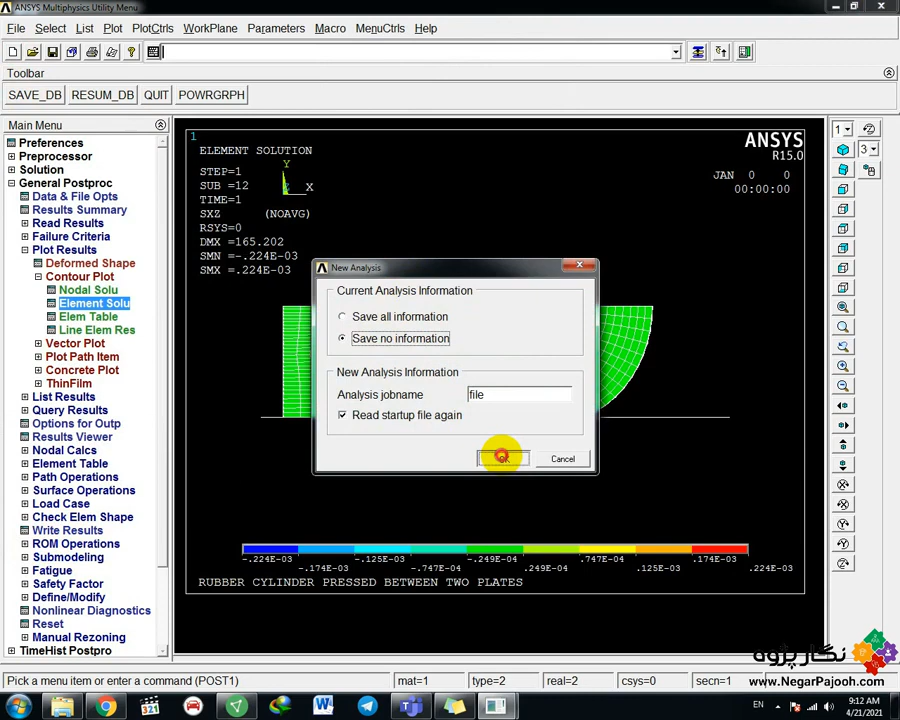 ANSYS Multiphysics Utility Menu
File Select List Plot PlotCtrls WorkPlane Parameters Macro MenuCtrls Help
Toolbar
SAVE_DB RESUM_DB QUIT POWRGRPH
Main Menu
Preferences
Preprocessor
Solution
General Postproc
Data & File Opts
Results Summary
Read Results
Failure Criteria
Plot Results
Deformed Shape
Contour Plot
Nodal Solu
Element Solu
Elem Table
Line Elem Res
Vector Plot
Plot Path Item
Concrete Plot
ThinFilm
List Results
Query Results
Options for Outp
Results Viewer
Nodal Calcs
Element Table
Path Operations
Surface Operations
Load Case
Check Elem Shape
Write Results
ROM Operations
Submodeling
Fatigue
Safety Factor
Define/Modify
Nonlinear Diagnostics
Reset
Manual Rezoning
TimeHist Postpro
1
ELEMENT SOLUTION
STEP=1
SUB =12
TIME=1
SXZ (NOAVG)
RSYS=0
DMX =165.202
SMN =-.224E-03
SMX =.224E-03
Y
X
ANSYS
R15.0
JAN 0 0
00:00:00
1
3
New Analysis
Current Analysis Information
Save all information
Save no information
New Analysis Information
Analysis jobname file
Read startup file again
OK Cancel
-.224E-03 -.125E-03 -.249E-04 .747E-04 .174E-03
-.174E-03 -.747E-04 .249E-04 .125E-03 .224E-03
RUBBER CYLINDER PRESSED BETWEEN TWO PLATES
نگار پژوه
www.NegarPajooh.com
Pick a menu item or enter a command (POST1) mat=1 type=2 real=2 csys=0 secn=1
321
EN
9:12 AM
4/21/2021